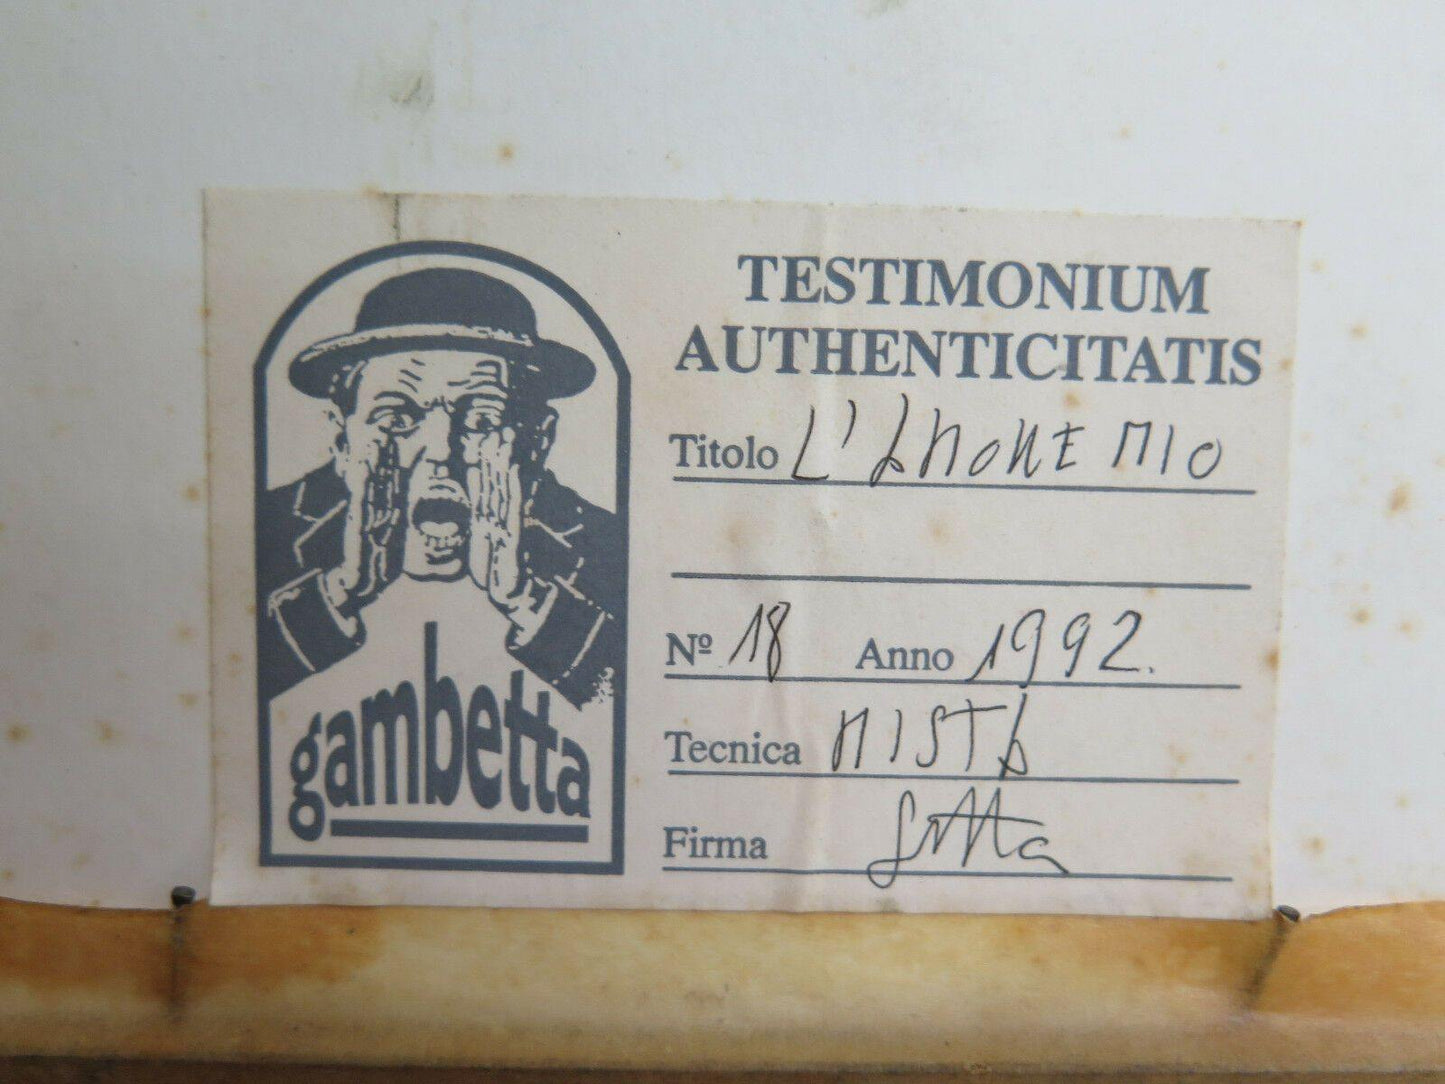 TESTIMONIUM
AUTHENTICITATIS
Titolo L'AMORE MIO
Nº 18 Anno 1992.
Tecnica MISTA
Firma
gambetta